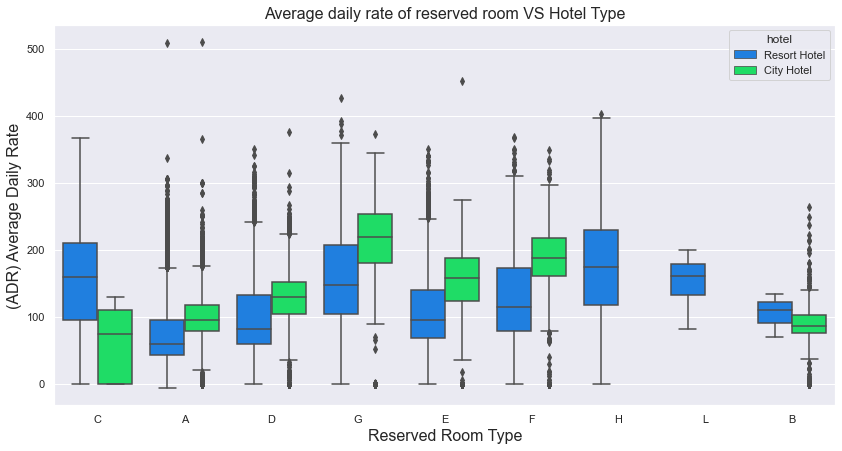 Average daily rate of reserved room VS Hotel Type
hotel
Resort Hotel
City Hotel
(ADR) Average Daily Rate
500
400
300
200
100
0
C A D G E F H L B
Reserved Room Type